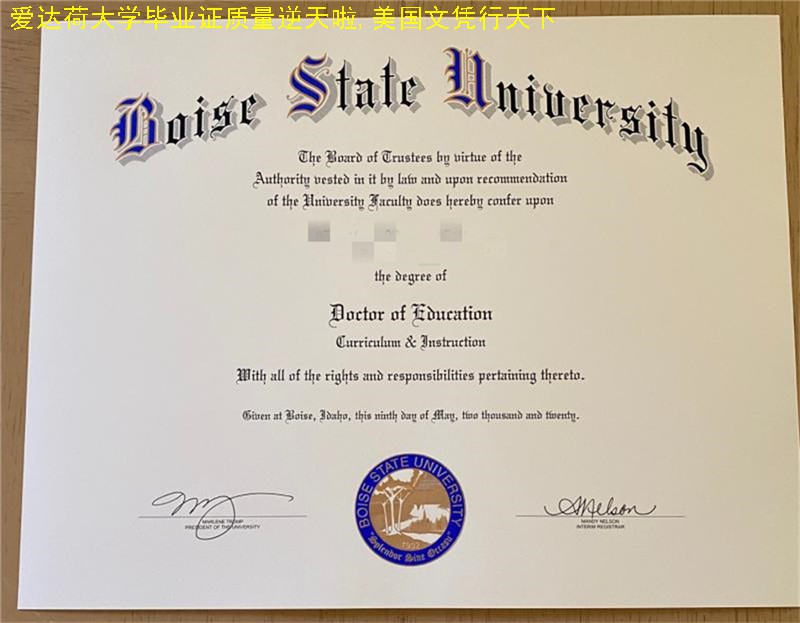 爱达荷大学毕业证质量逆天啦, 美国文凭行天下
Boise State University
The Board of Trustees by virtue of the
Authority vested in it by law and upon recommendation
of the University Faculty does hereby confer upon
the degree of
Doctor of Education
Curriculum & Instruction
With all of the rights and responsibilities pertaining thereto.
Given at Boise, Idaho, this ninth day of May, two thousand and twenty.
MARLENE TROMP
PRESIDENT OF THE UNIVERSITY
BOISE STATE UNIVERSITY
1932
"Splendor Sine Occasu"
MANDY NELSON
INTERIM REGISTRAR